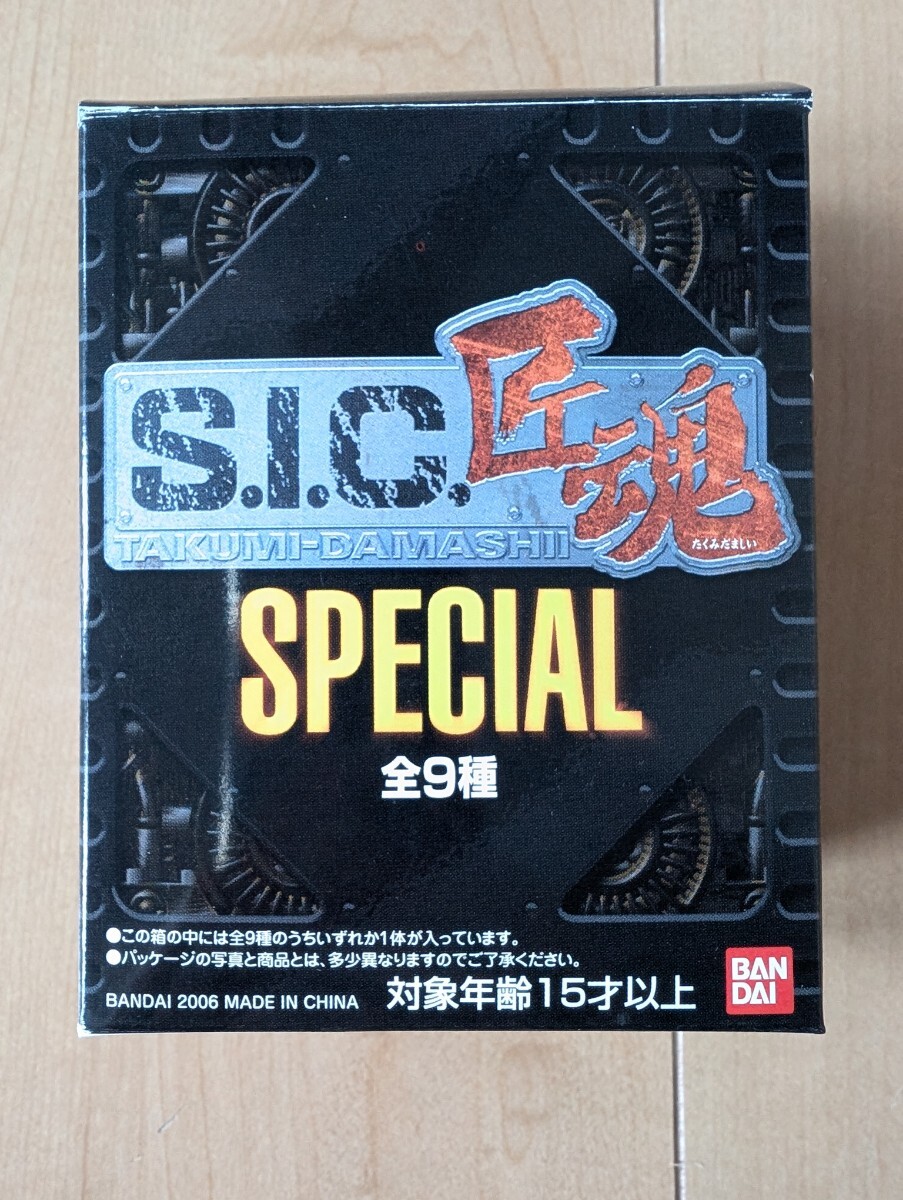 S.I.C.匠魂
たくみだましい
TAKUMI-DAMASHII
SPECIAL
全9種
●この箱の中には全9種のうちいずれか1体が入っています。
●パッケージの写真と商品とは、多少異なりますのでご了承ください。
BANDAI 2006 MADE IN CHINA 対象年齢15才以上
BAN
DAI